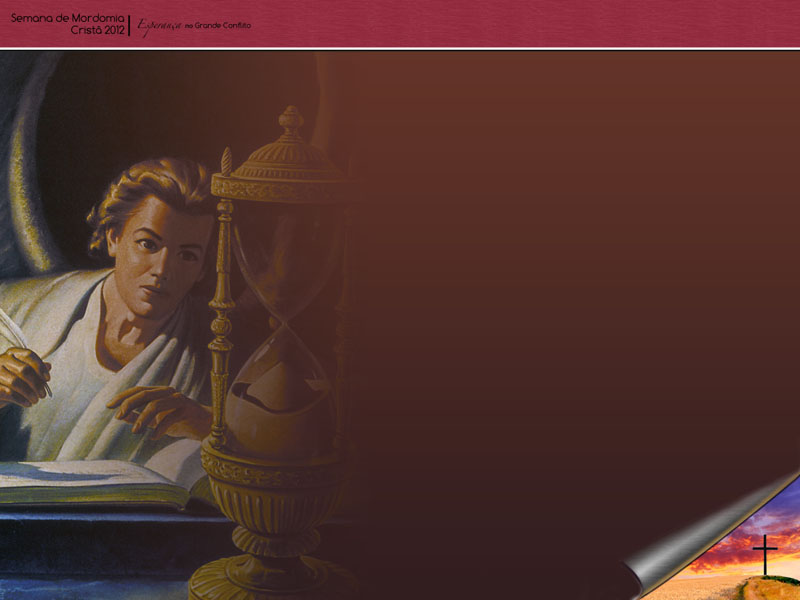 Semana de Mordomia
Cristã 2012
Esperança no Grande Conflito